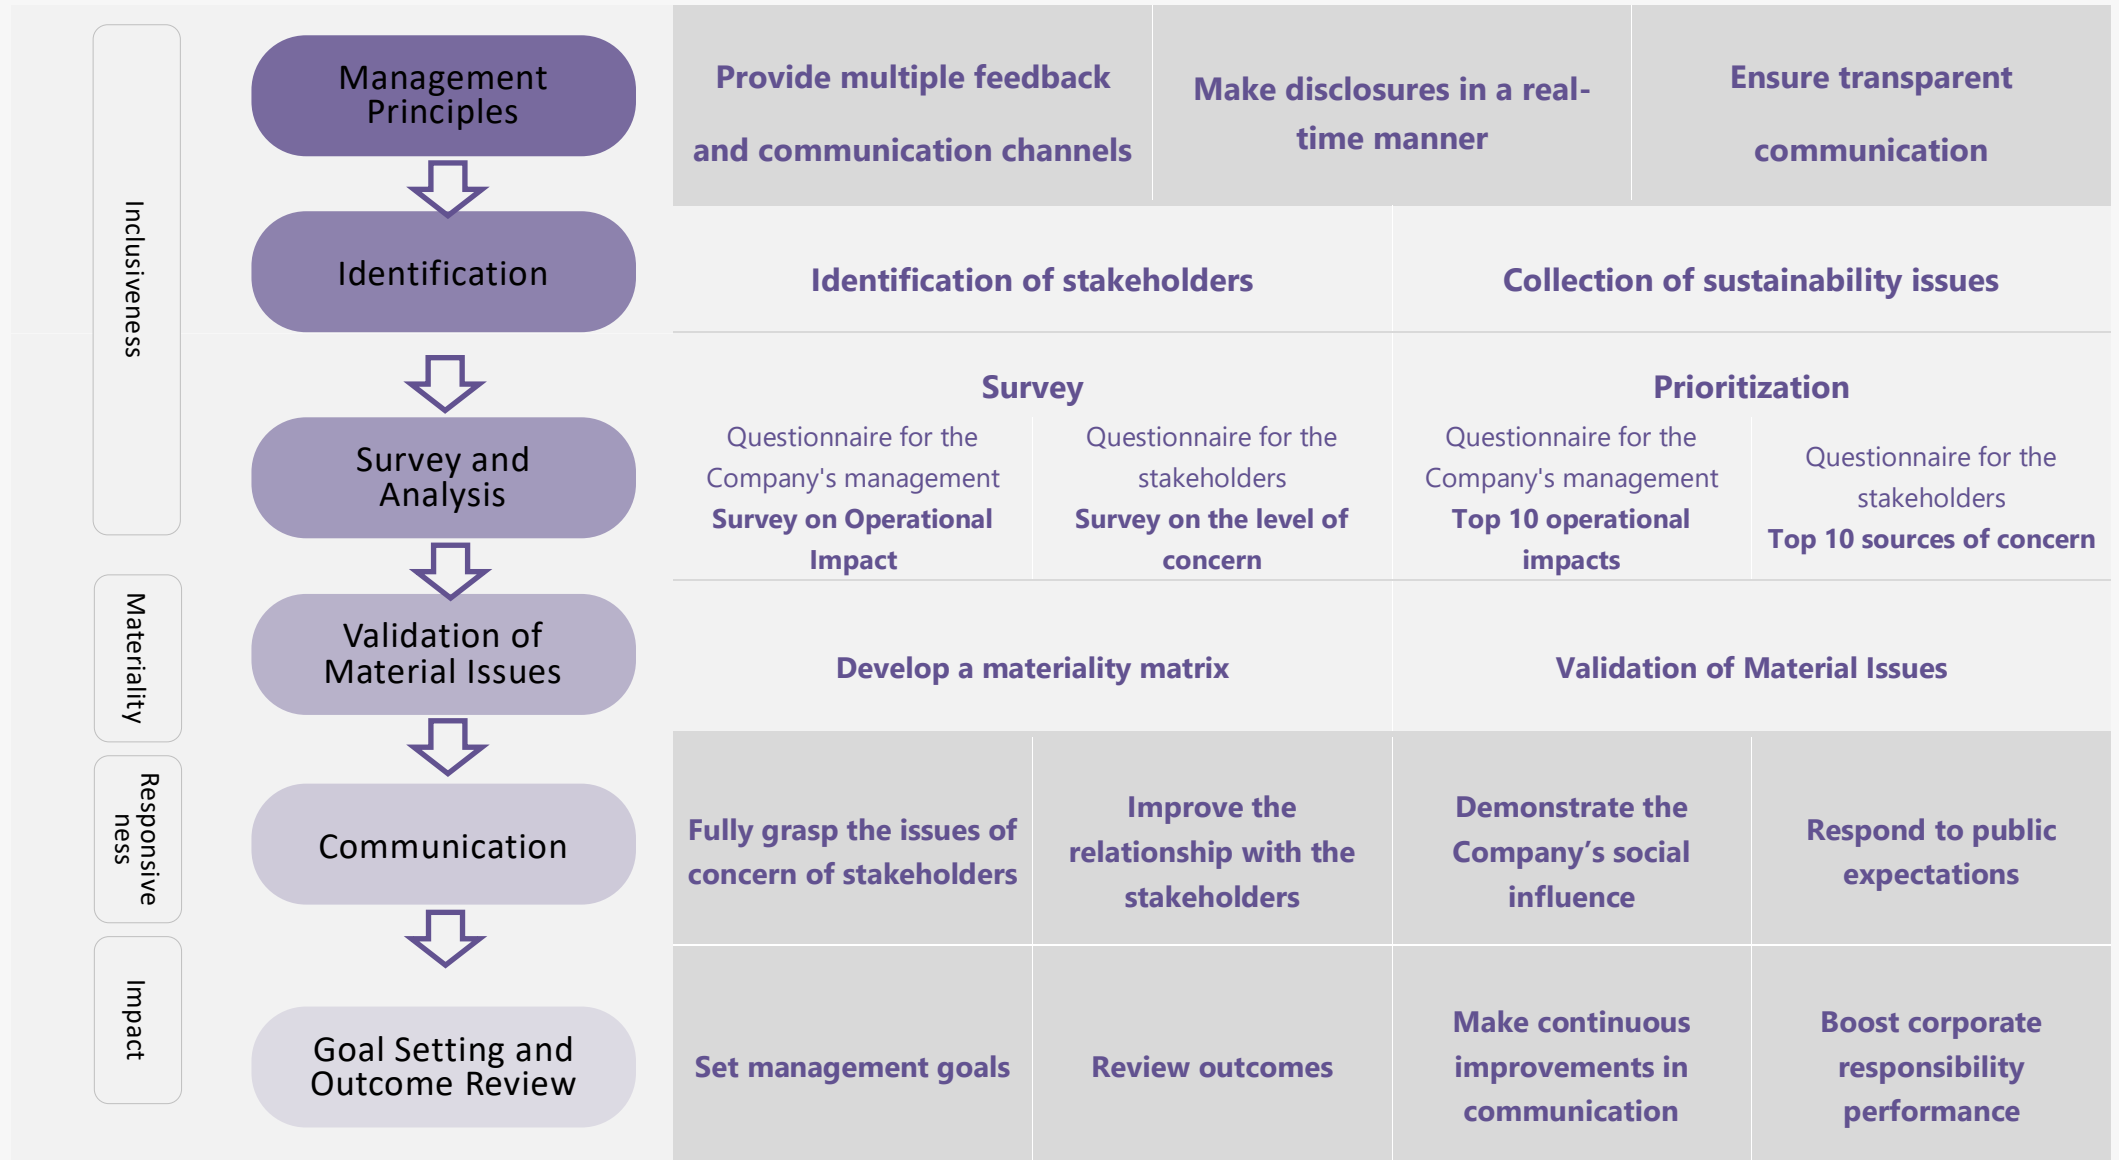 Inclusiveness
Management
Principles
Provide multiple feedback
and communication channels
Make disclosures in a real-
time manner
Ensure transparent
communication
Identification
Identification of stakeholders
Collection of sustainability issues
Survey and
Analysis
Survey
Questionnaire for the
Company's management
Survey on Operational
Impact
Questionnaire for the
stakeholders
Survey on the level of
concern
Prioritization
Questionnaire for the
Company's management
Top 10 operational
impacts
Questionnaire for the
stakeholders
Top 10 sources of concern
Materiality
Validation of
Material Issues
Develop a materiality matrix
Validation of Material Issues
Responsive
ness
Communication
Fully grasp the issues of
concern of stakeholders
Improve the
relationship with the
stakeholders
Demonstrate the
Company’s social
influence
Respond to public
expectations
Impact
Goal Setting and
Outcome Review
Set management goals
Review outcomes
Make continuous
improvements in
communication
Boost corporate
responsibility
performance